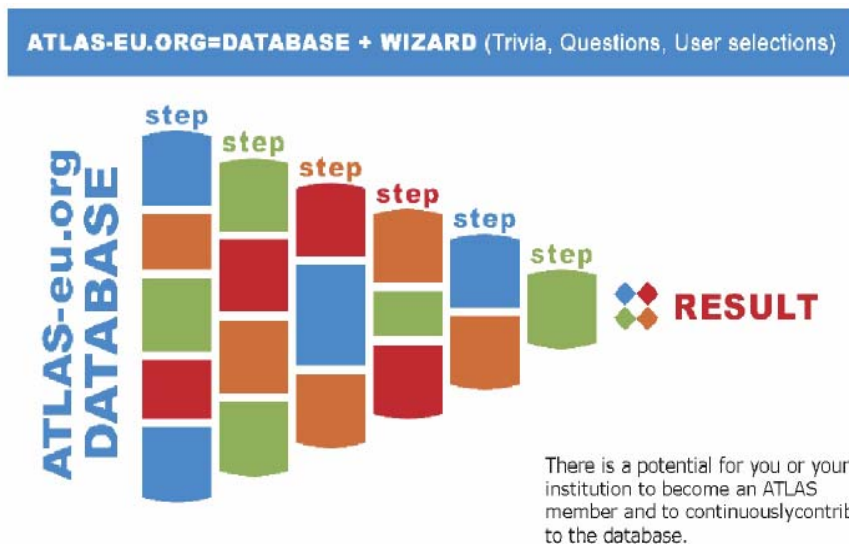 ATLAS-EU.ORG=DATABASE + WIZARD (Trivia, Questions, User selections)
step
step
step
step
step
step
ATLAS-eu.org
DATABASE
RESULT
There is a potential for you or your
institution to become an ATLAS
member and to continuouslycontrib
to the database.